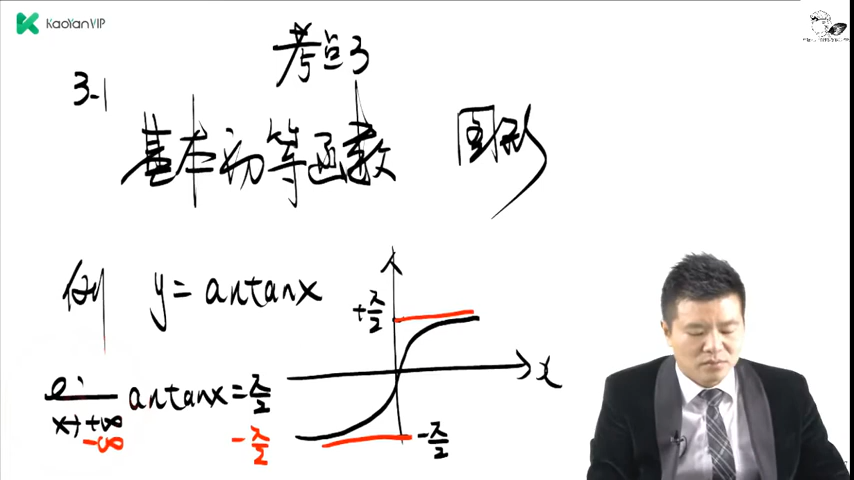 KaoYanVIP
考点3
3-1
基本初等函数 图形
例 y = arctanx
+π/2
x
lim x→+∞ arctanx = π/2
-∞ -π/2
-π/2